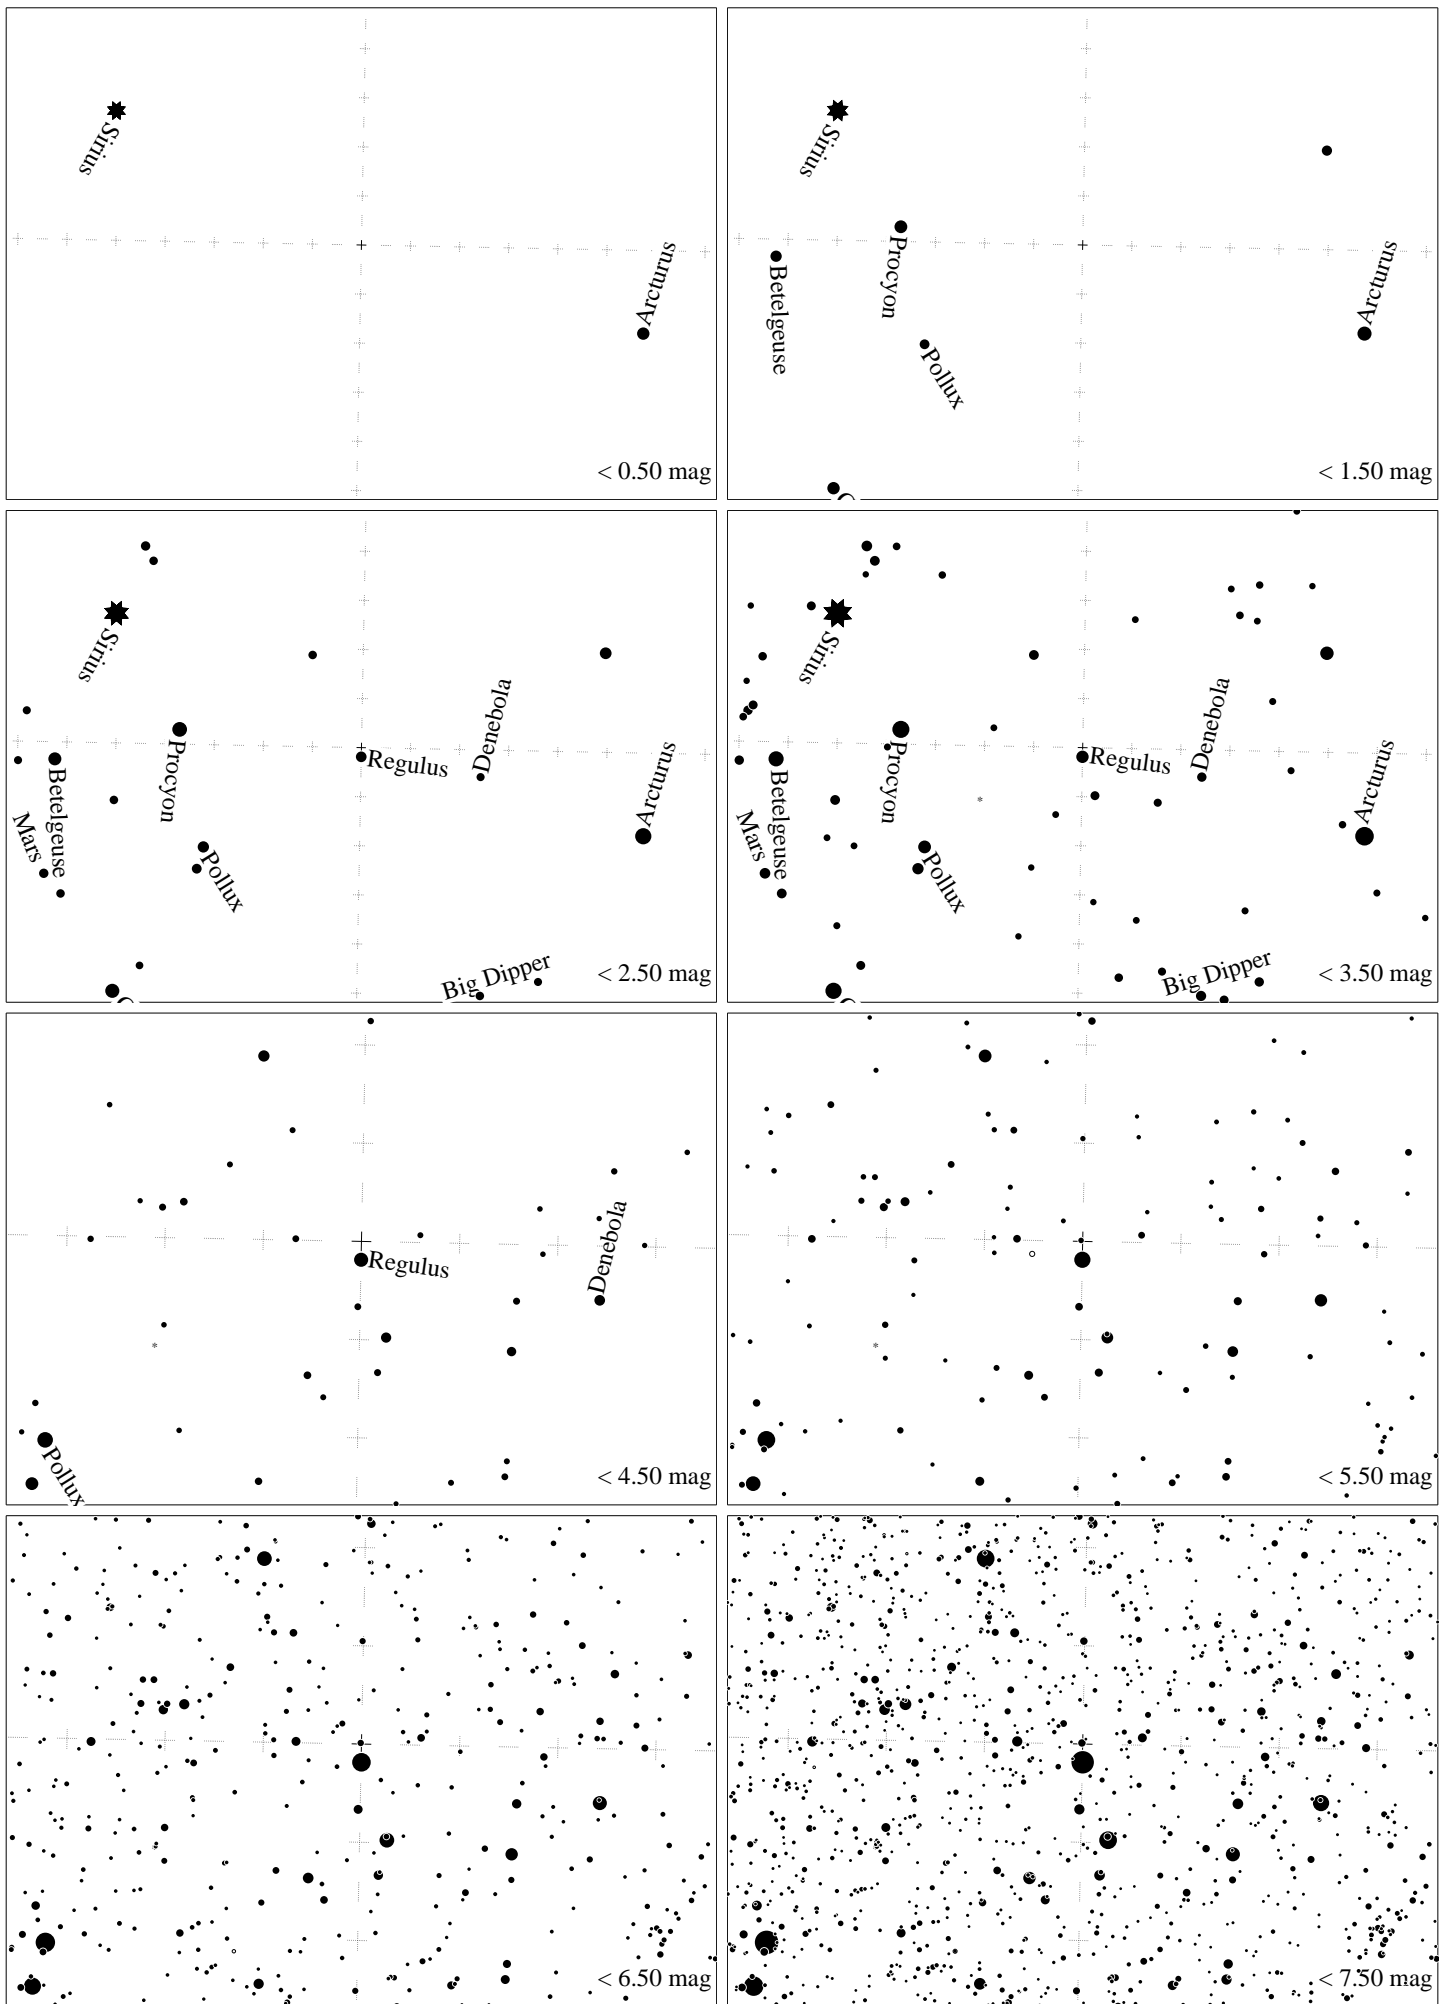 Sirius
Arcturus
< 0.50 mag
Sirius
Procyon
Betelgeuse
Arcturus
Pollux
< 1.50 mag
Sirius
Denebola
Procyon
Regulus
Betelgeuse
Arcturus
Mars
Pollux
Big Dipper
< 2.50 mag
Sirius
Denebola
Procyon
Regulus
Betelgeuse
Arcturus
Mars
Pollux
Big Dipper
< 3.50 mag
Regulus
Denebola
Pollux
< 4.50 mag
< 5.50 mag
< 6.50 mag
< 7.50 mag